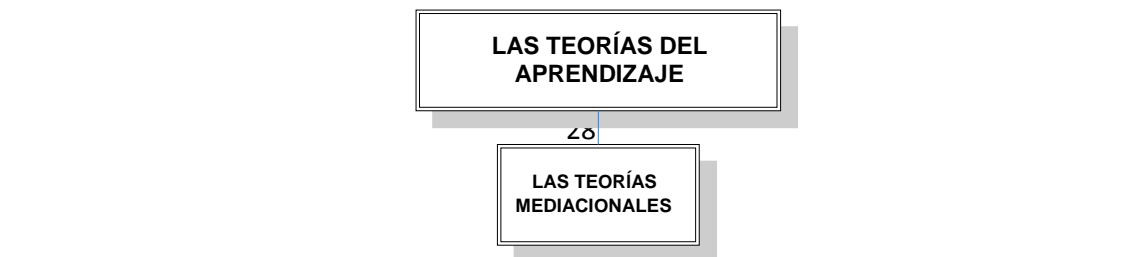 LAS TEORÍAS DEL
APRENDIZAJE
28
LAS TEORÍAS
MEDIACIONALES